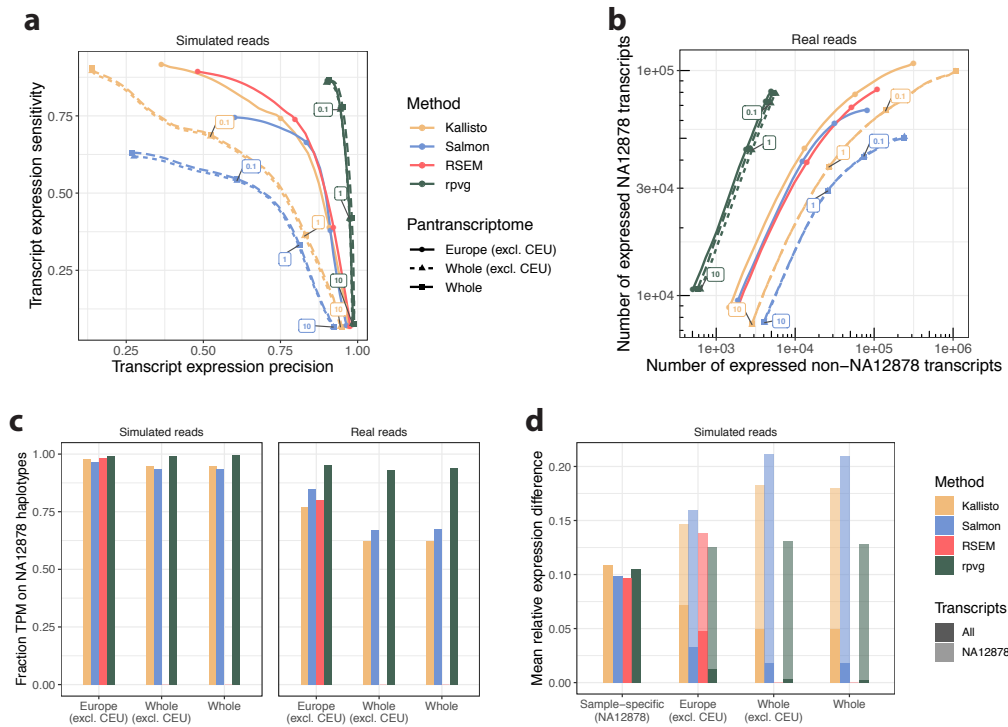 a
Simulated reads
Transcript expression sensitivity
0.75
0.50
0.25
0.1
0.1
0.1
1
1
1
10
10
10
0.25
0.50
0.75
1.00
Transcript expression precision
Method
Kallisto
Salmon
RSEM
rpvg
Pantranscriptome
Europe (excl. CEU)
Whole (excl. CEU)
Whole
b
Real reads
Number of expressed NA12878 transcripts
1e+05
3e+04
1e+04
0.1
0.1
0.1
1
1
1
10
10
10
1e+03
1e+04
1e+05
1e+06
Number of expressed non−NA12878 transcripts
c
Simulated reads
Real reads
Fraction TPM on NA12878 haplotypes
1.00
0.75
0.50
0.25
0.00
Europe
(excl. CEU)
Whole
(excl. CEU)
Whole
Europe
(excl. CEU)
Whole
(excl. CEU)
Whole
d
Simulated reads
Mean relative expression difference
0.20
0.15
0.10
0.05
0.00
Sample−specific
(NA12878)
Europe
(excl. CEU)
Whole
(excl. CEU)
Whole
Method
Kallisto
Salmon
RSEM
rpvg
Transcripts
All
NA12878